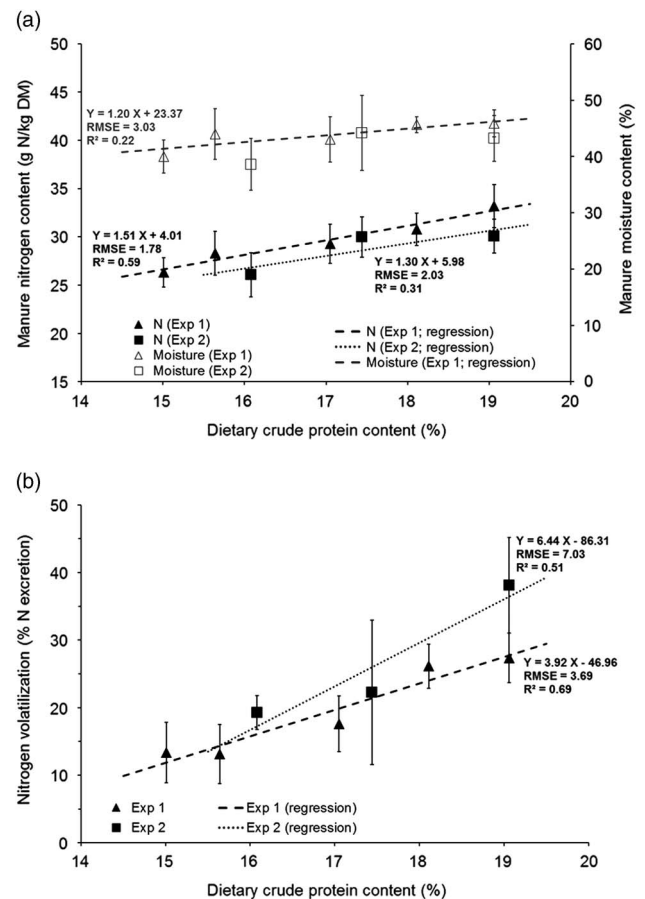 (a)
Manure nitrogen content (g N/kg DM)
50
45
40
35
30
25
20
15
Y = 1.20 X + 23.37
RMSE = 3.03
R² = 0.22
Y = 1.51 X + 4.01
RMSE = 1.78
R² = 0.59
Y = 1.30 X + 5.98
RMSE = 2.03
R² = 0.31
N (Exp 1)
N (Exp 2)
Moisture (Exp 1)
Moisture (Exp 2)
N (Exp 1; regression)
N (Exp 2; regression)
Moisture (Exp 1; regression)
60
50
40
30
20
10
0
Manure moisture content (%)
14 15 16 17 18 19 20
Dietary crude protein content (%)
(b)
Nitrogen volatilization (% N excretion)
50
40
30
20
10
0
Y = 6.44 X - 86.31
RMSE = 7.03
R² = 0.51
Y = 3.92 X - 46.96
RMSE = 3.69
R² = 0.69
Exp 1
Exp 2
Exp 1 (regression)
Exp 2 (regression)
14 15 16 17 18 19 20
Dietary crude protein content (%)